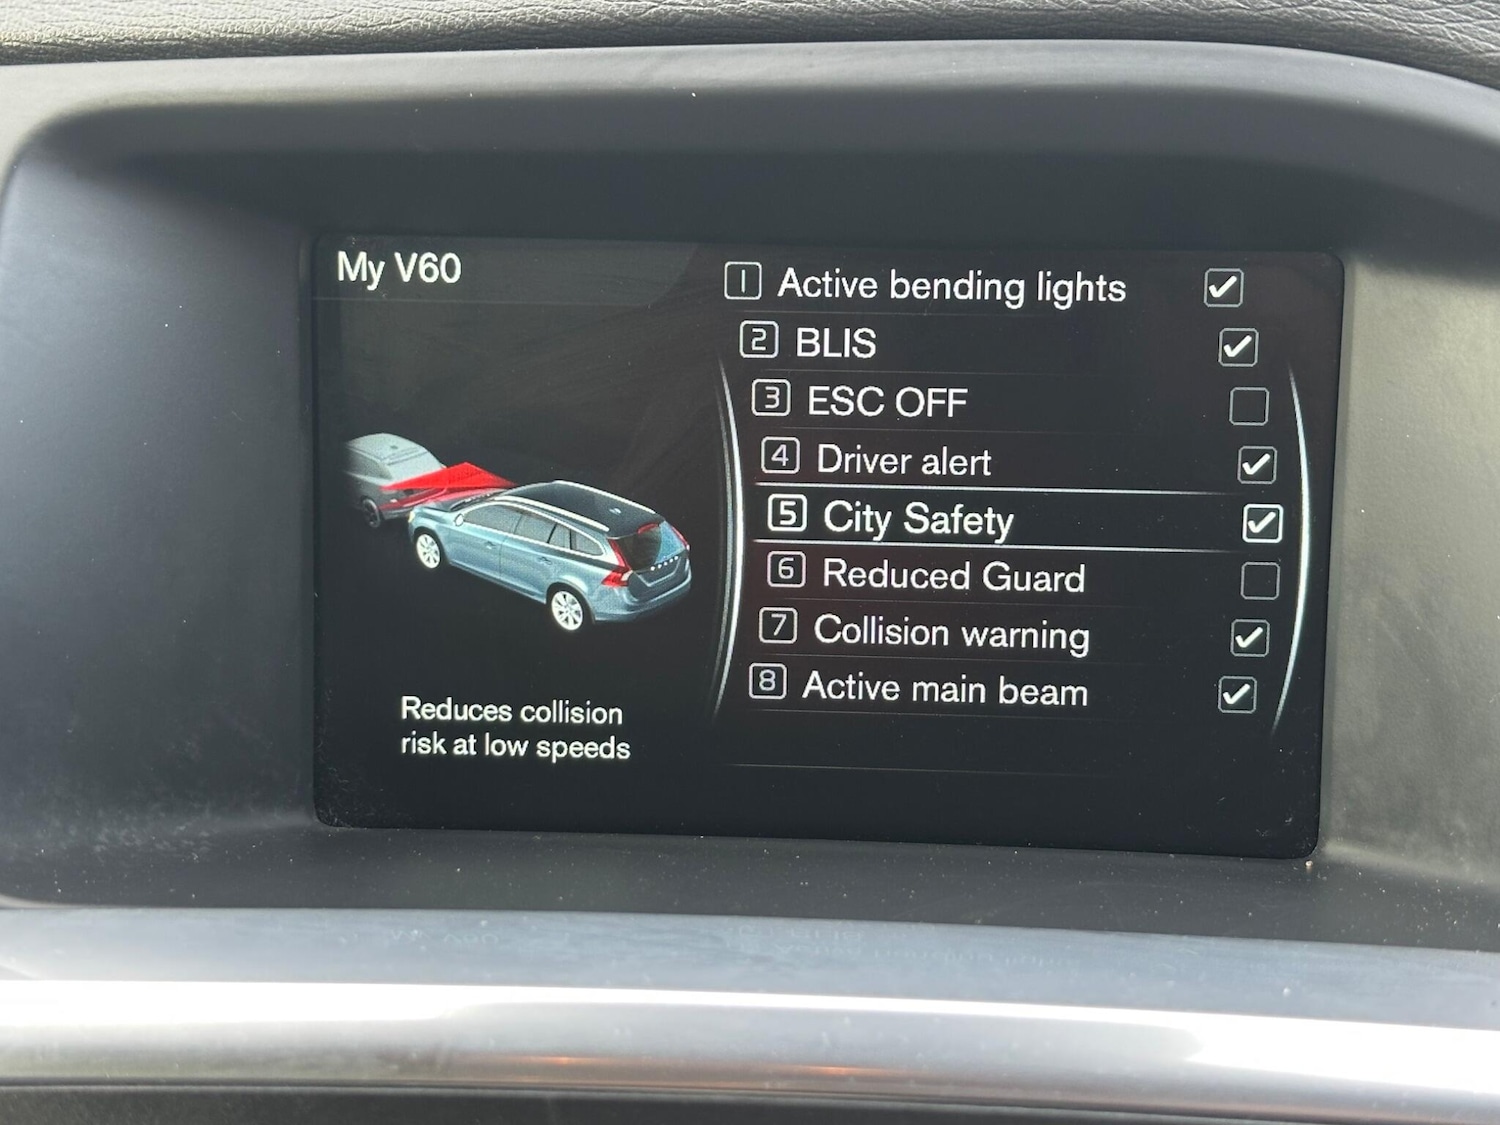 My V60
1 Active bending lights
2 BLIS
3 ESC OFF
4 Driver alert
5 City Safety
6 Reduced Guard
7 Collision warning
8 Active main beam
Reduces collision
risk at low speeds